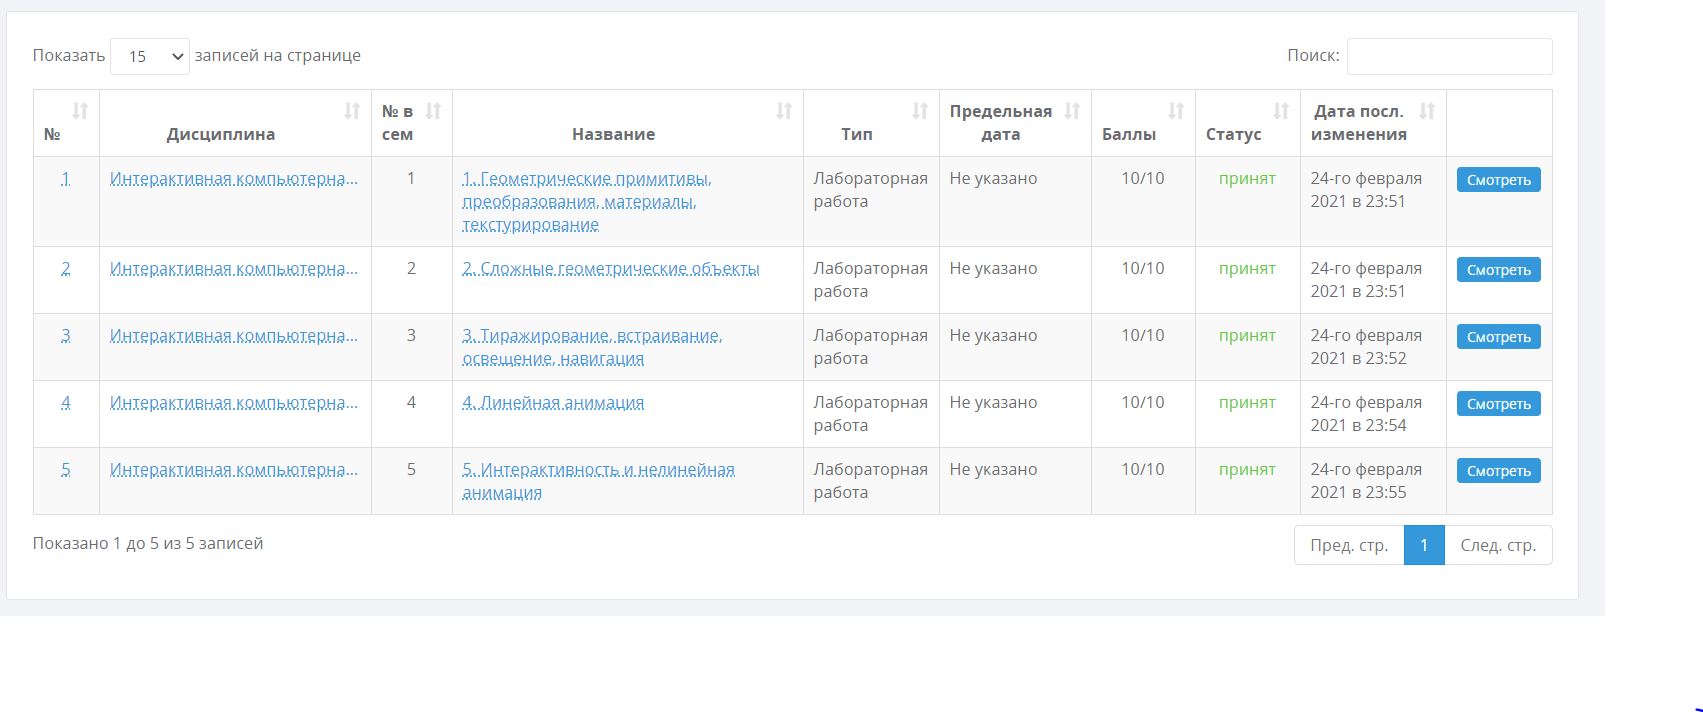 Показать 15 записей на странице
Поиск:
№ Дисциплина № в сем Название Тип Предельная дата Баллы Статус Дата посл. изменения
1 Интерактивная компьютерна... 1 1. Геометрические примитивы, Лабораторная Не указано 10/10 принят 24-го февраля Смотреть
преобразования, материалы, работа 2021 в 23:51
текстурирование
2 Интерактивная компьютерна... 2 2. Сложные геометрические объекты Лабораторная Не указано 10/10 принят 24-го февраля Смотреть
работа 2021 в 23:51
3 Интерактивная компьютерна... 3 3. Тиражирование, встраивание, Лабораторная Не указано 10/10 принят 24-го февраля Смотреть
освещение, навигация работа 2021 в 23:52
4 Интерактивная компьютерна... 4 4. Линейная анимация Лабораторная Не указано 10/10 принят 24-го февраля Смотреть
работа 2021 в 23:54
5 Интерактивная компьютерна... 5 5. Интерактивность и нелинейная Лабораторная Не указано 10/10 принят 24-го февраля Смотреть
анимация работа 2021 в 23:55
Показано 1 до 5 из 5 записей
Пред. стр. 1 След. стр.